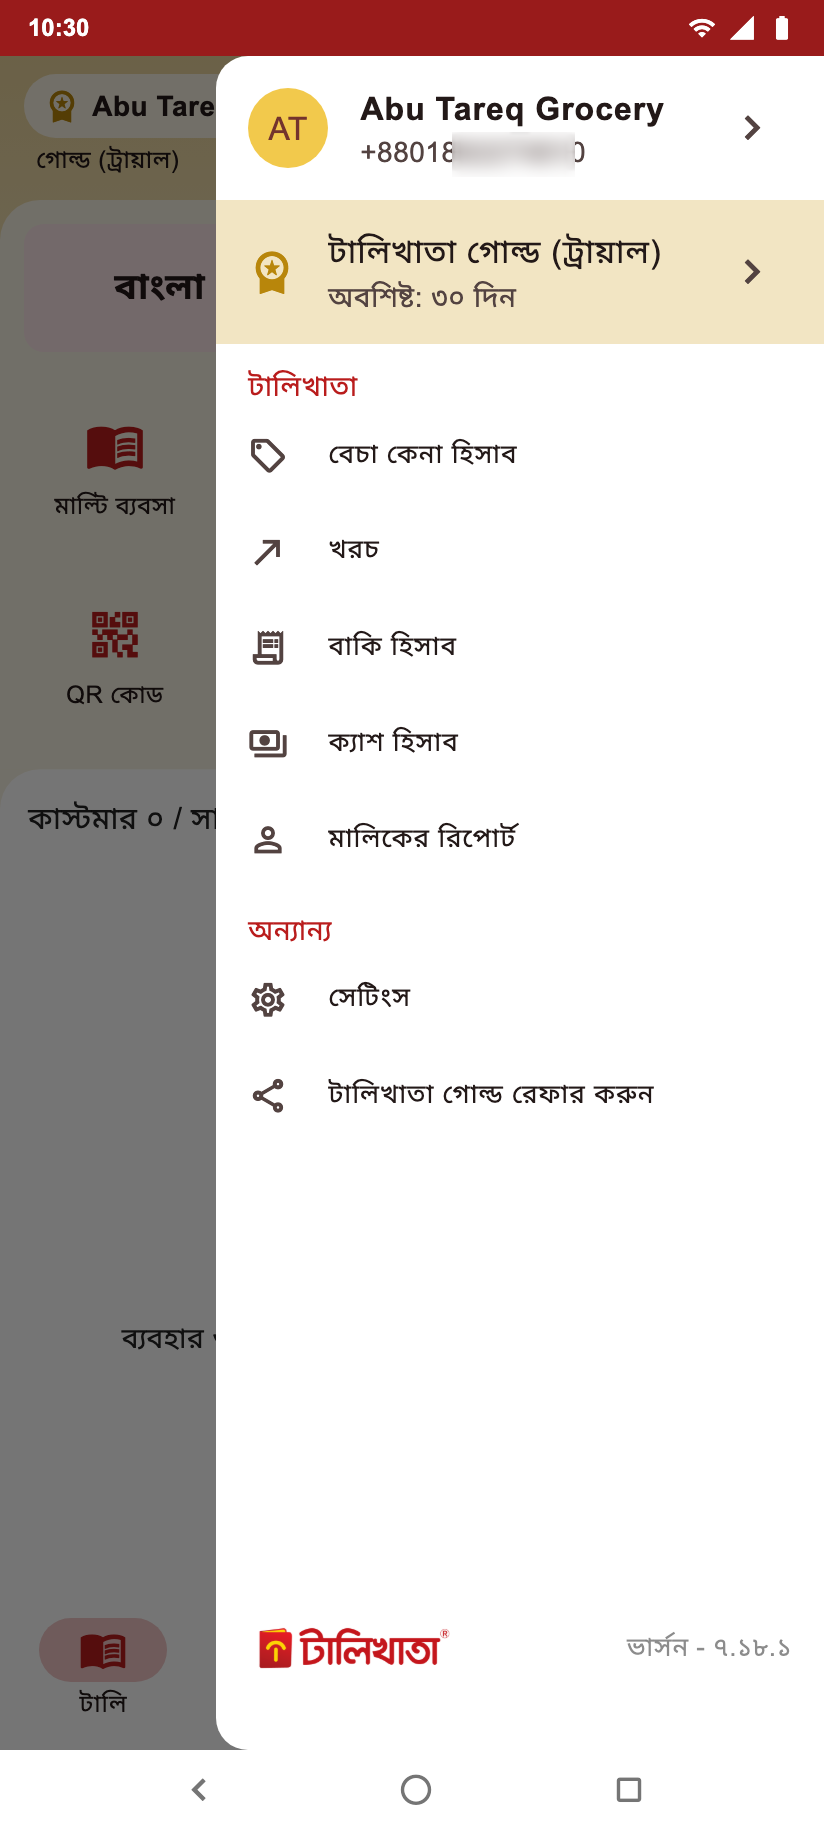 10:30
Abu Tare
গোল্ড (ট্রায়াল)
বাংলা
মাল্টি ব্যবসা
QR কোড
কাস্টমার ০ / সা
ব্যবহার
টালি
AT
Abu Tareq Grocery
+88018 0
টালিখাতা গোল্ড (ট্রায়াল)
অবশিষ্ট: ৩০ দিন
টালিখাতা
বেচা কেনা হিসাব
খরচ
বাকি হিসাব
ক্যাশ হিসাব
মালিকের রিপোর্ট
অন্যান্য
সেটিংস
টালিখাতা গোল্ড রেফার করুন
টালিখাতা®
ভার্সন - ৭.১৮.১